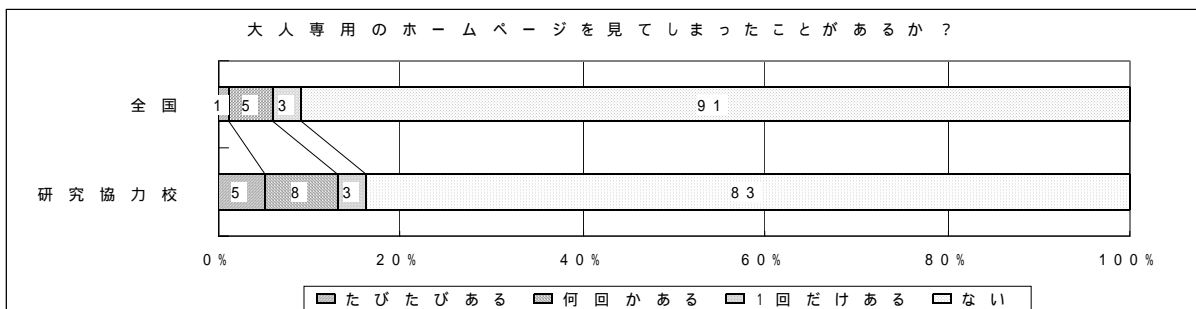 大人専用のホームページを見てしまったことがあるか？
全国 1 5 3 91
研究協力校 5 8 3 83
0% 20% 40% 60% 80% 100%
たびたびある 何回かある 1回だけある ない